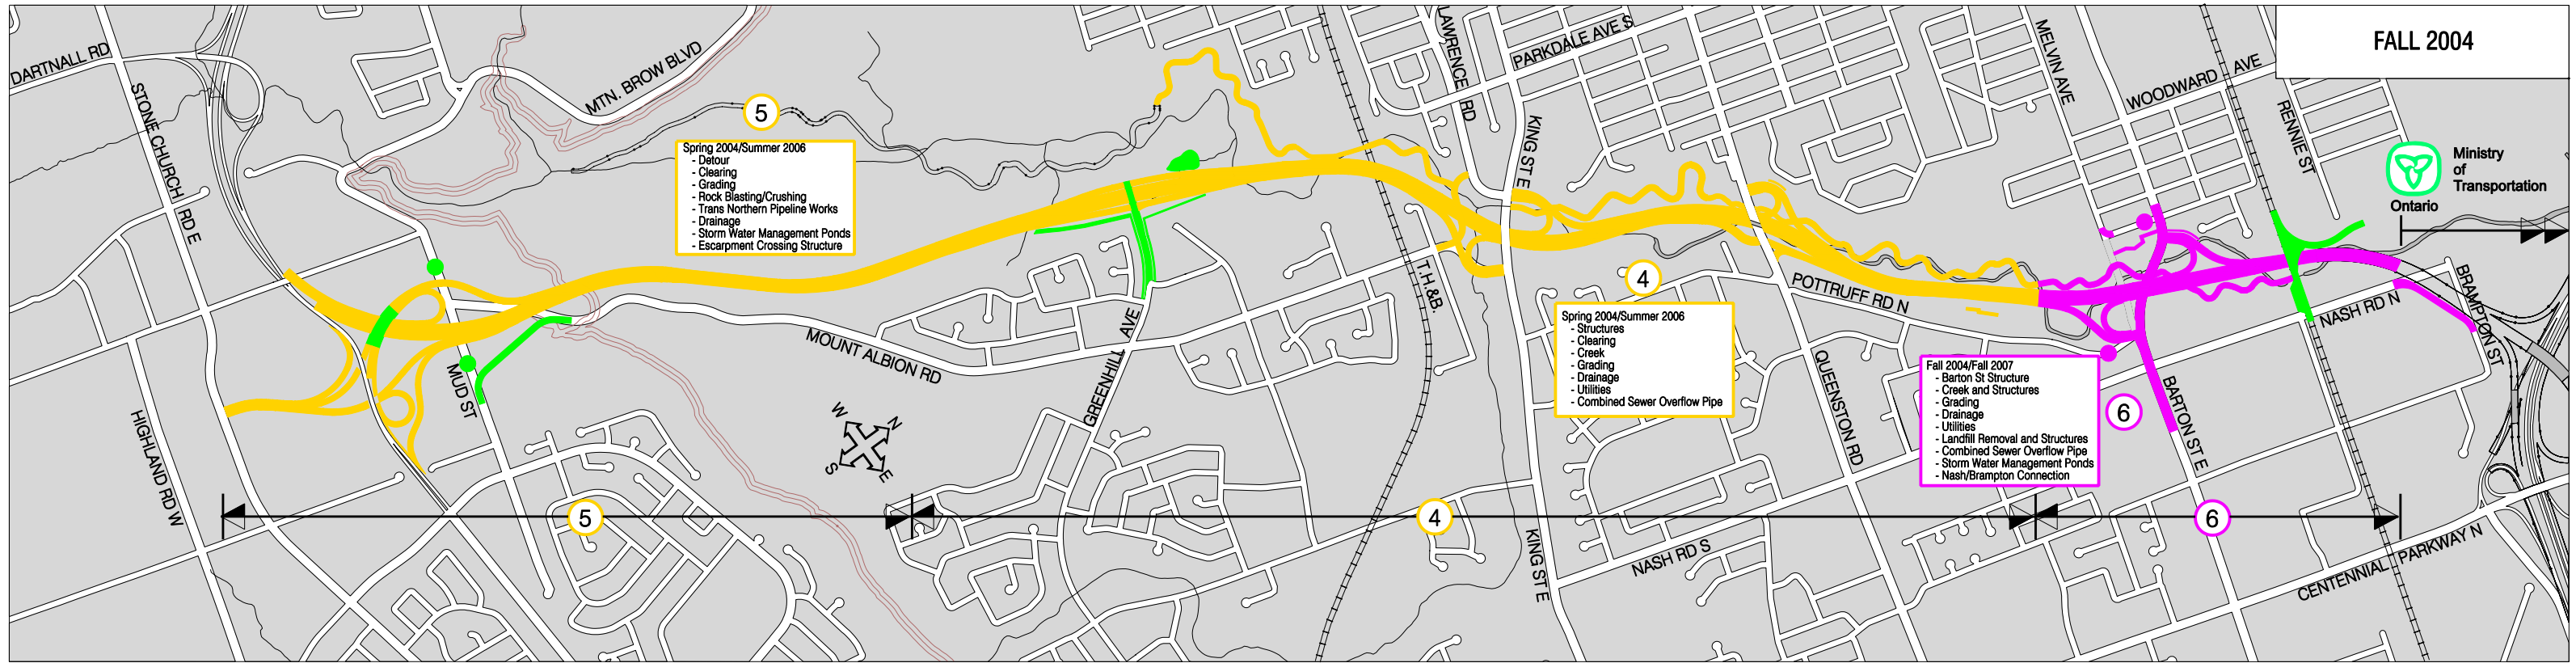 FALL 2004
DARTNALL RD
STONE CHURCH RD E
MTN. BROW BLVD
LAWRENCE RD
PARKDALE AVE S
KING ST E
MELVIN AVE
WOODWARD AVE
RENNIE ST
Ministry
of
Transportation
Ontario
5
Spring 2004/Summer 2006
- Detour
- Clearing
- Grading
- Rock Blasting/Crushing
- Trans Northern Pipeline Works
- Drainage
- Storm Water Management Ponds
- Escarpment Crossing Structure
T.H.&B.
4
Spring 2004/Summer 2006
- Structures
- Clearing
- Creek
- Grading
- Drainage
- Utilities
- Combined Sewer Overflow Pipe
POTTRUFF RD N
NASH RD N
BRAMPTON ST
MOUNT ALBION RD
GREENHILL AVE
MUD ST
HIGHLAND RD W
QUEENSTON RD
Fall 2004/Fall 2007
- Barton St Structure
- Creek and Structures
- Grading
- Drainage
- Utilities
- Landfill Removal and Structures
- Combined Sewer Overflow Pipe
- Storm Water Management Ponds
- Nash/Brampton Connection
6
BARTON ST E
W
N
S
E
5
4
6
KING ST E
NASH RD S
CENTENNIAL PARKWAY N